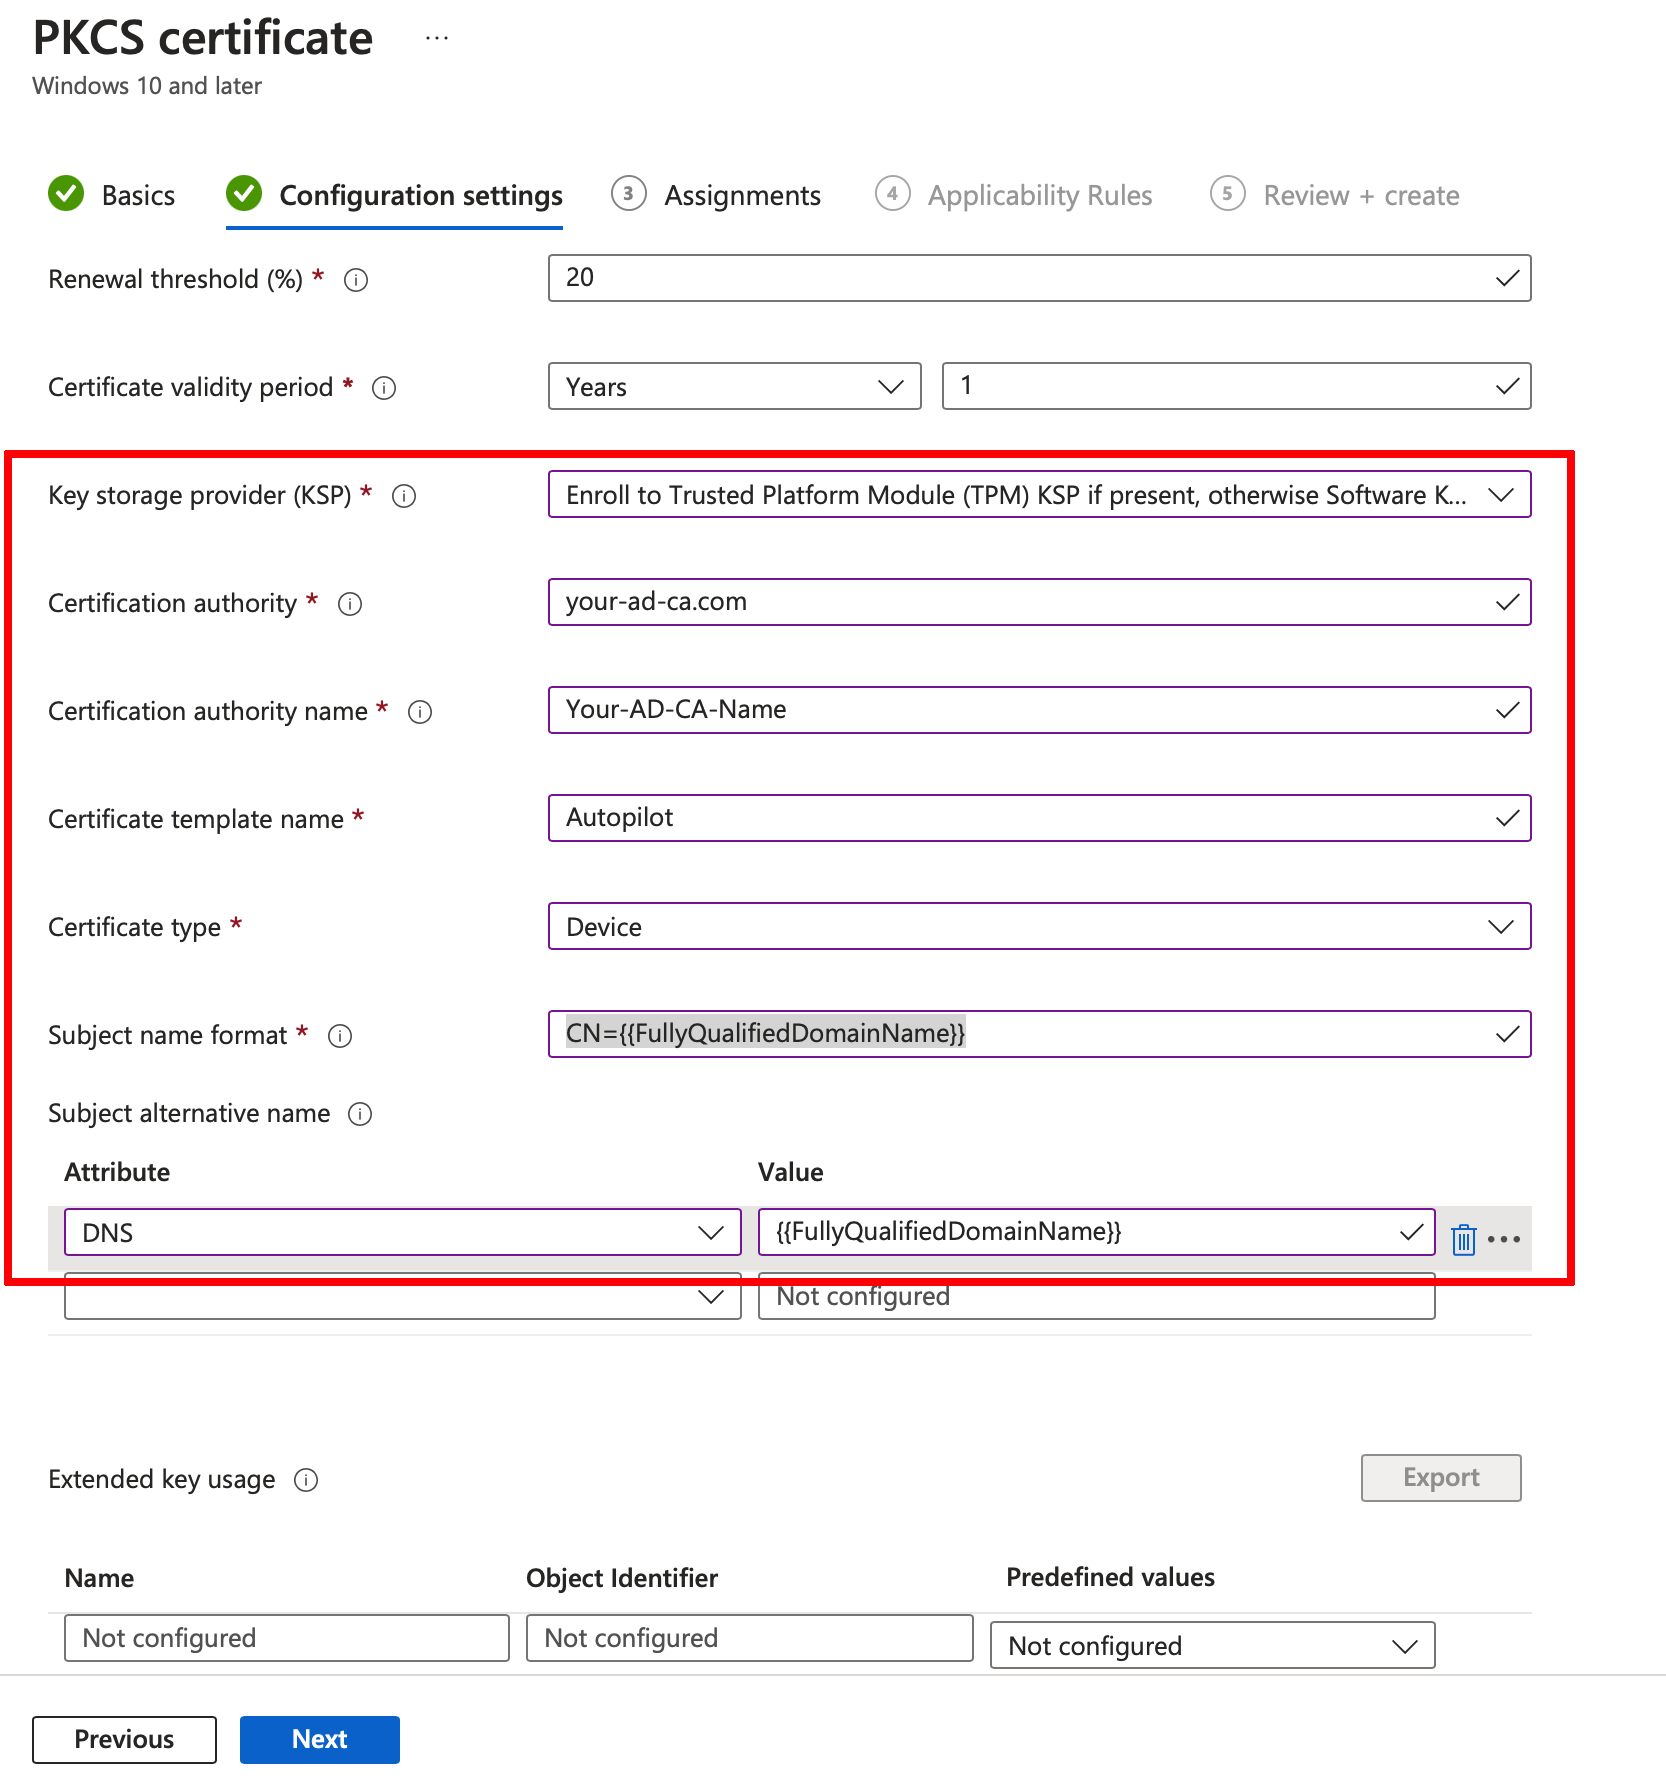 PKCS certificate ...
Windows 10 and later
Basics Configuration settings 3 Assignments 4 Applicability Rules 5 Review + create
Renewal threshold (%) * 20
Certificate validity period * Years 1
Key storage provider (KSP) * Enroll to Trusted Platform Module (TPM) KSP if present, otherwise Software K...
Certification authority * your-ad-ca.com
Certification authority name * Your-AD-CA-Name
Certificate template name * Autopilot
Certificate type * Device
Subject name format * CN={{FullyQualifiedDomainName}}
Subject alternative name
Attribute Value
DNS {{FullyQualifiedDomainName}}
Not configured
Extended key usage Export
Name Object Identifier Predefined values
Not configured Not configured Not configured
Previous Next